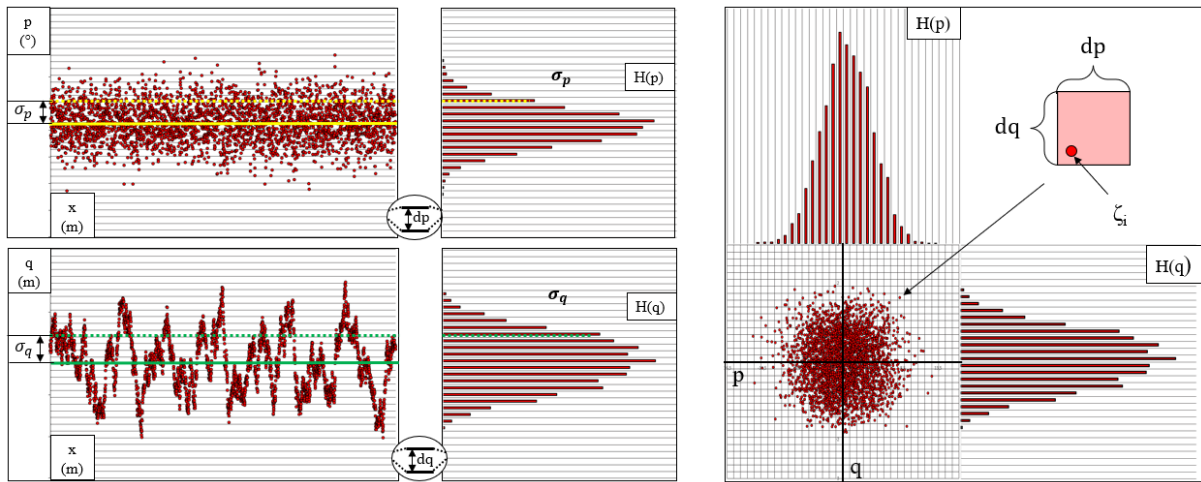 p
(°)
σp
x
(m)
dp
σp
H(p)
q
(m)
σq
x
(m)
dq
σq
H(q)
H(p)
dp
dq
ζi
H(q)
p
q